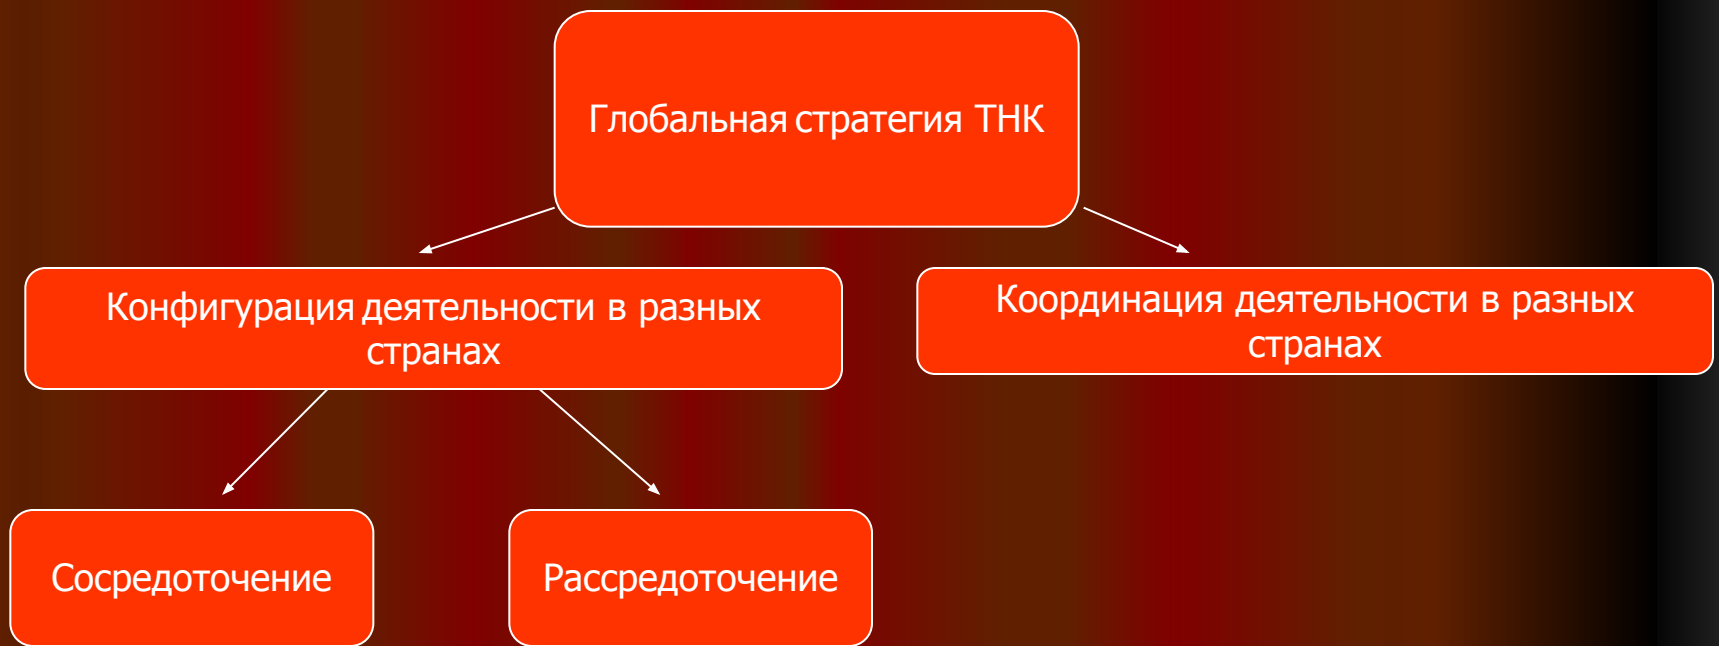 Глобальная стратегия ТНК
Конфигурация деятельности в разных
странах
Координация деятельности в разных
странах
Сосредоточение
Рассредоточение